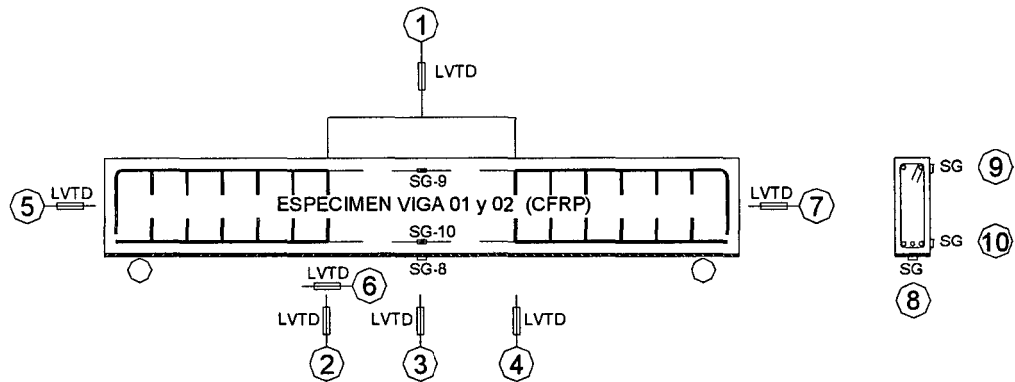 1
LVTD
SG-9
5
LVTD
ESPECIMEN VIGA 01 y 02 (CFRP)
LVTD
7
SG
9
SG-10
SG
10
SG-8
SG
8
LVTD
6
LVTD
LVTD
LVTD
2
3
4